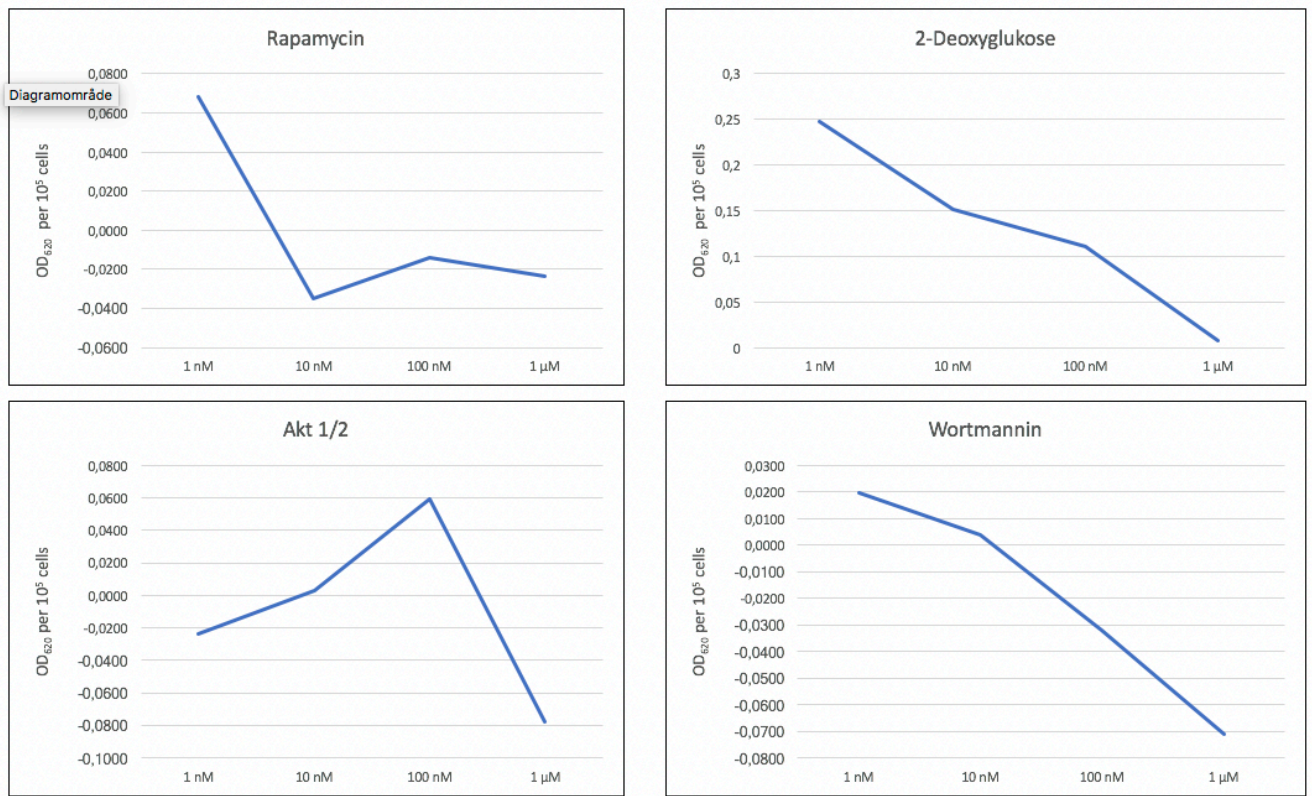 Rapamycin
0,0800
Diagramområde
0,0600
0,0400
0,0200
0,0000
-0,0200
-0,0400
-0,0600
OD₆₂₀ per 10⁵ cells
1 nM 10 nM 100 nM 1 µM
2-Deoxyglukose
0,3
0,25
0,2
0,15
0,1
0,05
0
OD₆₂₀ per 10⁵ cells
1 nM 10 nM 100 nM 1 µM
Akt 1/2
0,0800
0,0600
0,0400
0,0200
0,0000
-0,0200
-0,0400
-0,0600
-0,0800
-0,1000
OD₆₂₀ per 10⁵ cells
1 nM 10 nM 100 nM 1 µM
Wortmannin
0,0300
0,0200
0,0100
0,0000
-0,0100
-0,0200
-0,0300
-0,0400
-0,0500
-0,0600
-0,0700
-0,0800
OD₆₂₀ per 10⁵ cells
1 nM 10 nM 100 nM 1 µM